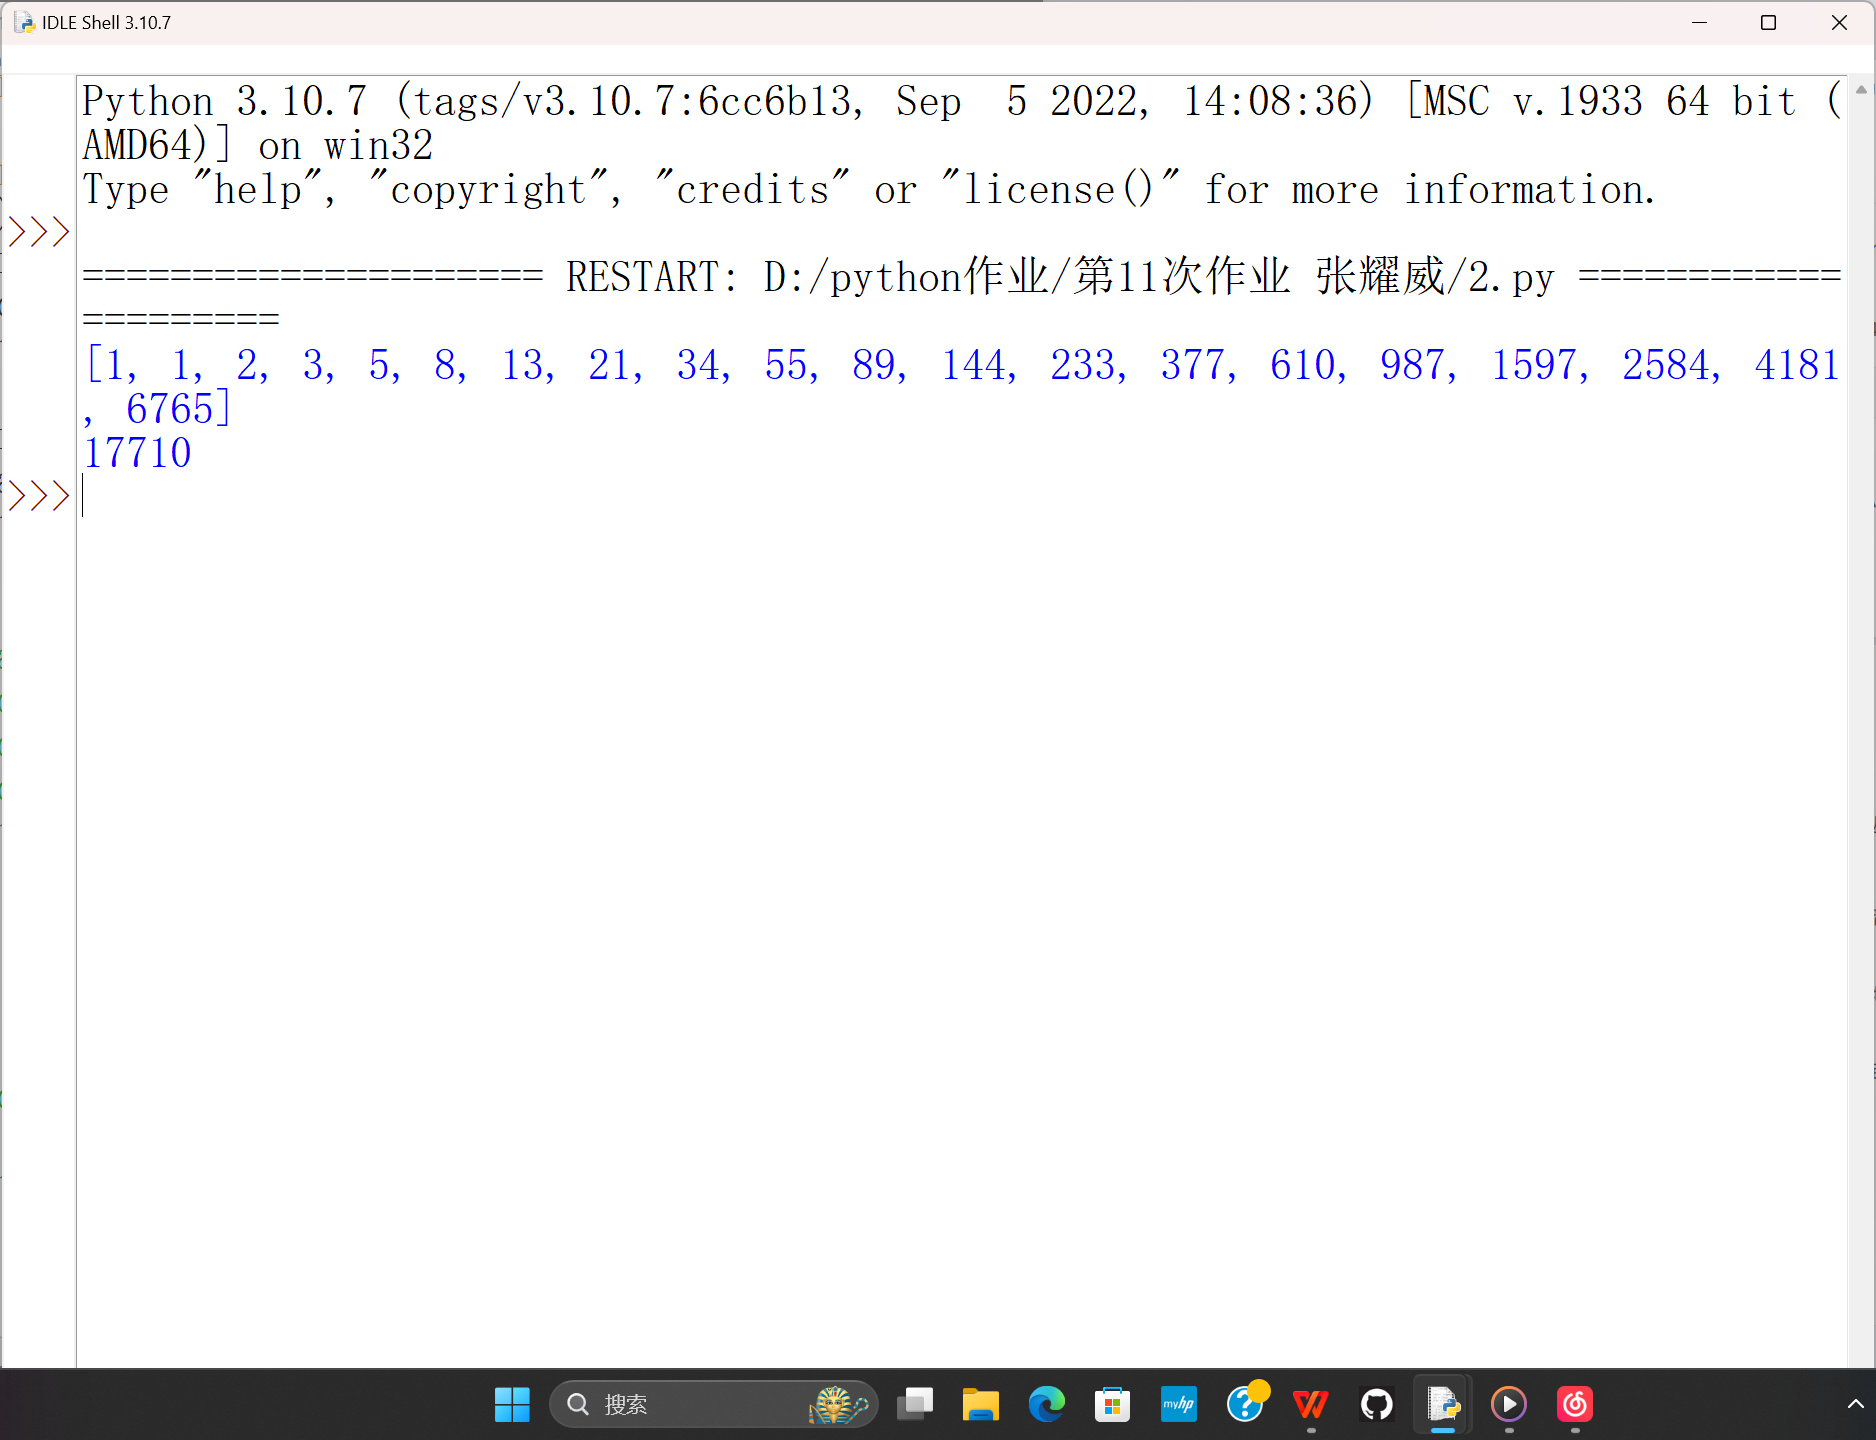 IDLE Shell 3.10.7
Python 3.10.7 (tags/v3.10.7:6cc6b13, Sep  5 2022, 14:08:36) [MSC v.1933 64 bit (
AMD64)] on win32
Type "help", "copyright", "credits" or "license()" for more information.
>>>
===================== RESTART: D:/python作业/第11次作业 张耀威/2.py ============
=========
[1, 1, 2, 3, 5, 8, 13, 21, 34, 55, 89, 144, 233, 377, 610, 987, 1597, 2584, 4181
, 6765]
17710
>>>
搜索
myhp